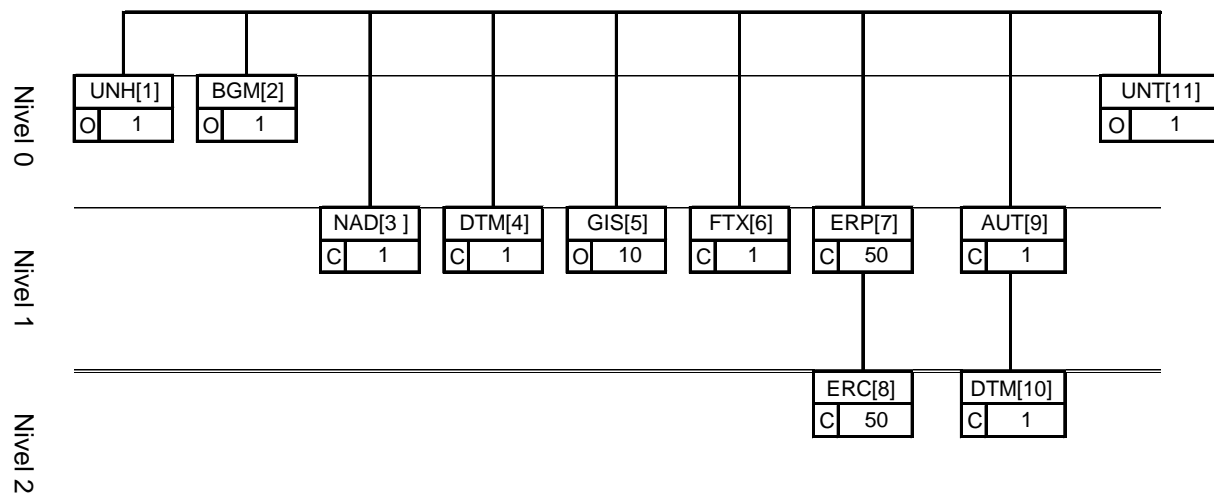 Nivel 0
UNH[1] BGM[2] UNT[11]
O 1 O 1 O 1
Nivel 1
NAD[3 ] DTM[4] GIS[5] FTX[6] ERP[7] AUT[9]
C 1 C 1 O 10 C 1 C 50 C 1
Nivel 2
ERC[8] DTM[10]
C 50 C 1